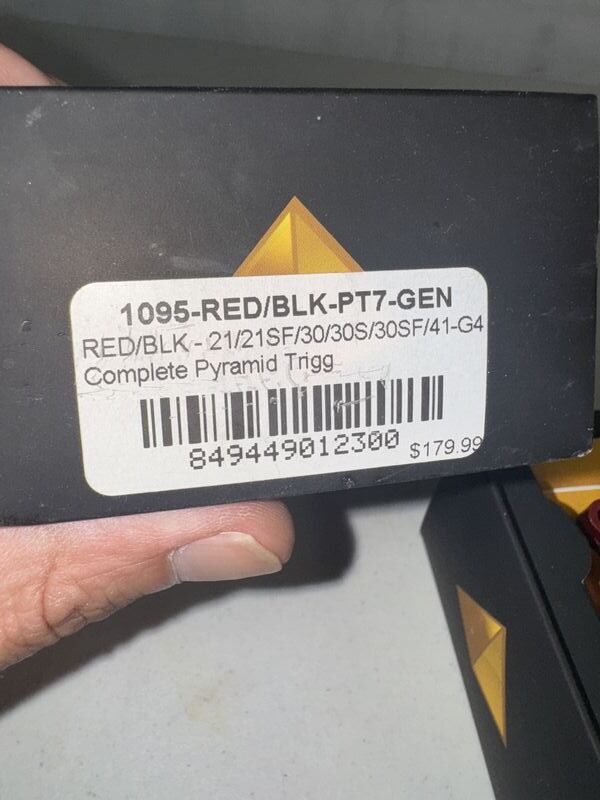 1095-RED/BLK-PT7-GEN
RED/BLK - 21/21SF/30/30S/30SF/41-G4
Complete Pyramid Trigg
849449012300
$179.99